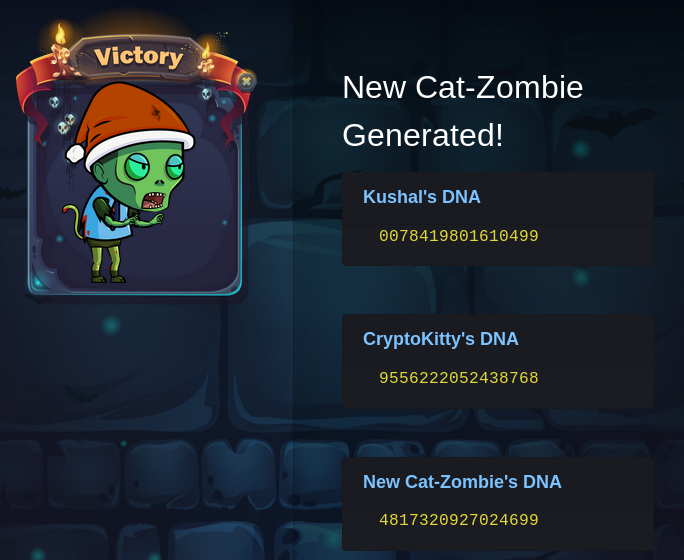 Victory
New Cat-Zombie
Generated!
Kushal's DNA
0078419801610499
CryptoKitty's DNA
9556222052438768
New Cat-Zombie's DNA
4817320927024699